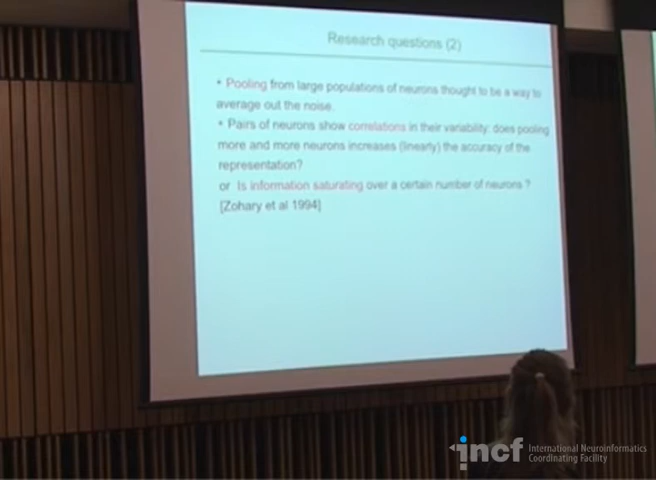 Research questions (2)
• Pooling from large populations of neurons thought to be a way to
average out the noise.
• Pairs of neurons show correlations in their variability: does pooling
more and more neurons increases (linearly) the accuracy of the
representation?
or Is information saturating over a certain number of neurons ?
[Zohary et al 1994]
incf International Neuroinformatics
Coordinating Facility